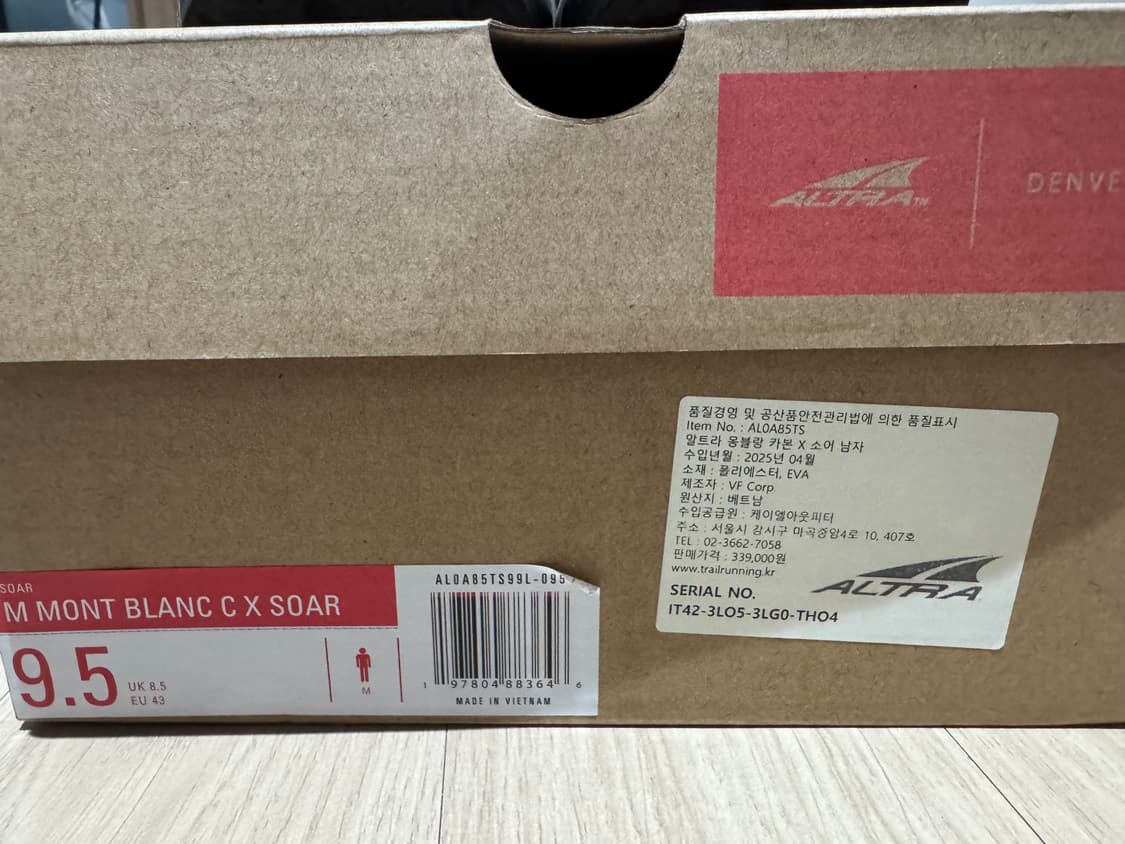 ALTRA™
DENVE
품질경영 및 공산품안전관리법에 의한 품질표시
Item No. : AL0A85TS
알트라 몽블랑 카본 X 소어 남자
수입년월 : 2025년 04월
소재 : 폴리에스터, EVA
제조자 : VF Corp.
원산지 : 베트남
수입공급원 : 케이엘아웃피터
주소 : 서울시 강서구 마곡중앙4로 10, 407호
TEL : 02-3662-7058
판매가격 : 339,000원
www.trailrunning.kr
ALTRA
SERIAL NO.
IT42-3LO5-3LG0-THO4
SOAR
M MONT BLANC C X SOAR
9.5
UK 8.5
EU 43
M
AL0A85TS99L-095
1 97804 88364 6
MADE IN VIETNAM